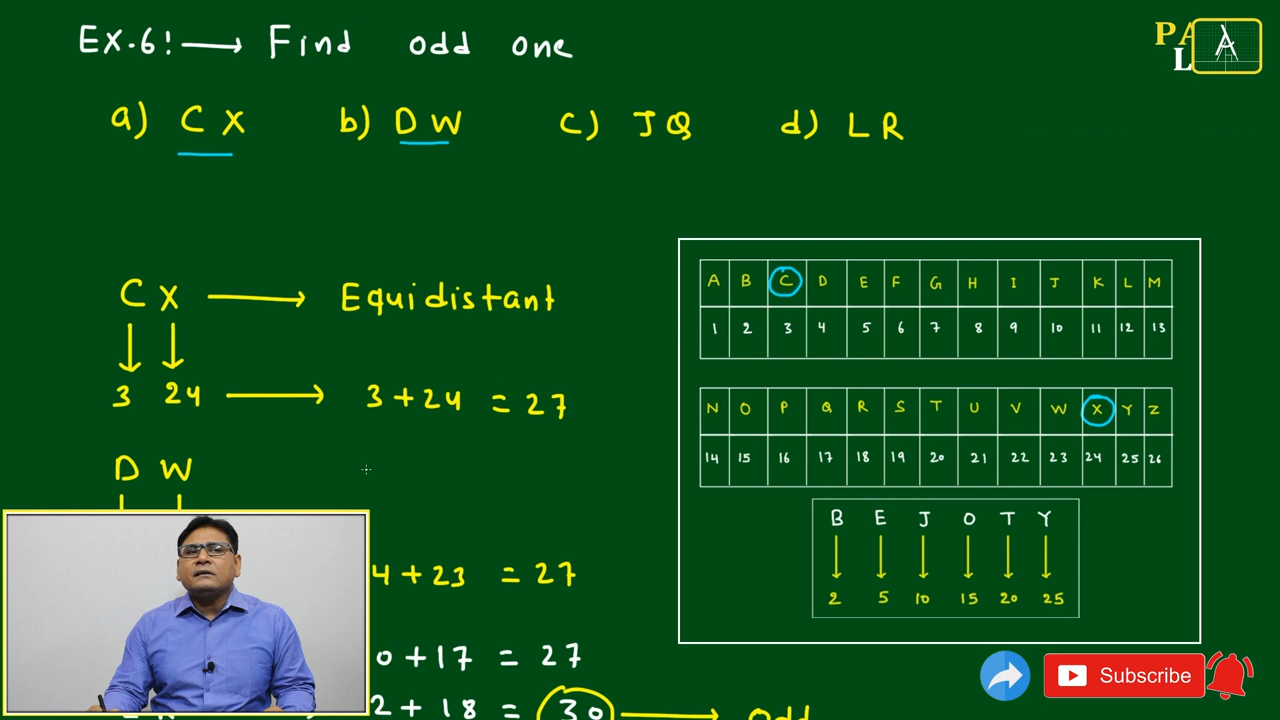 EX.6! → Find odd one
PA
L
a) C X b) D W c) J Q d) L R
C X → Equidistant
3 24 → 3 + 24 = 27
D W
4 + 23 = 27
0 + 17 = 27
2 + 18 = 30 → odd
A B C D E F G H I J K L M
1 2 3 4 5 6 7 8 9 10 11 12 13
N O P Q R S T U V W X Y Z
14 15 16 17 18 19 20 21 22 23 24 25 26
B E J O T Y
2 5 10 15 20 25
Subscribe